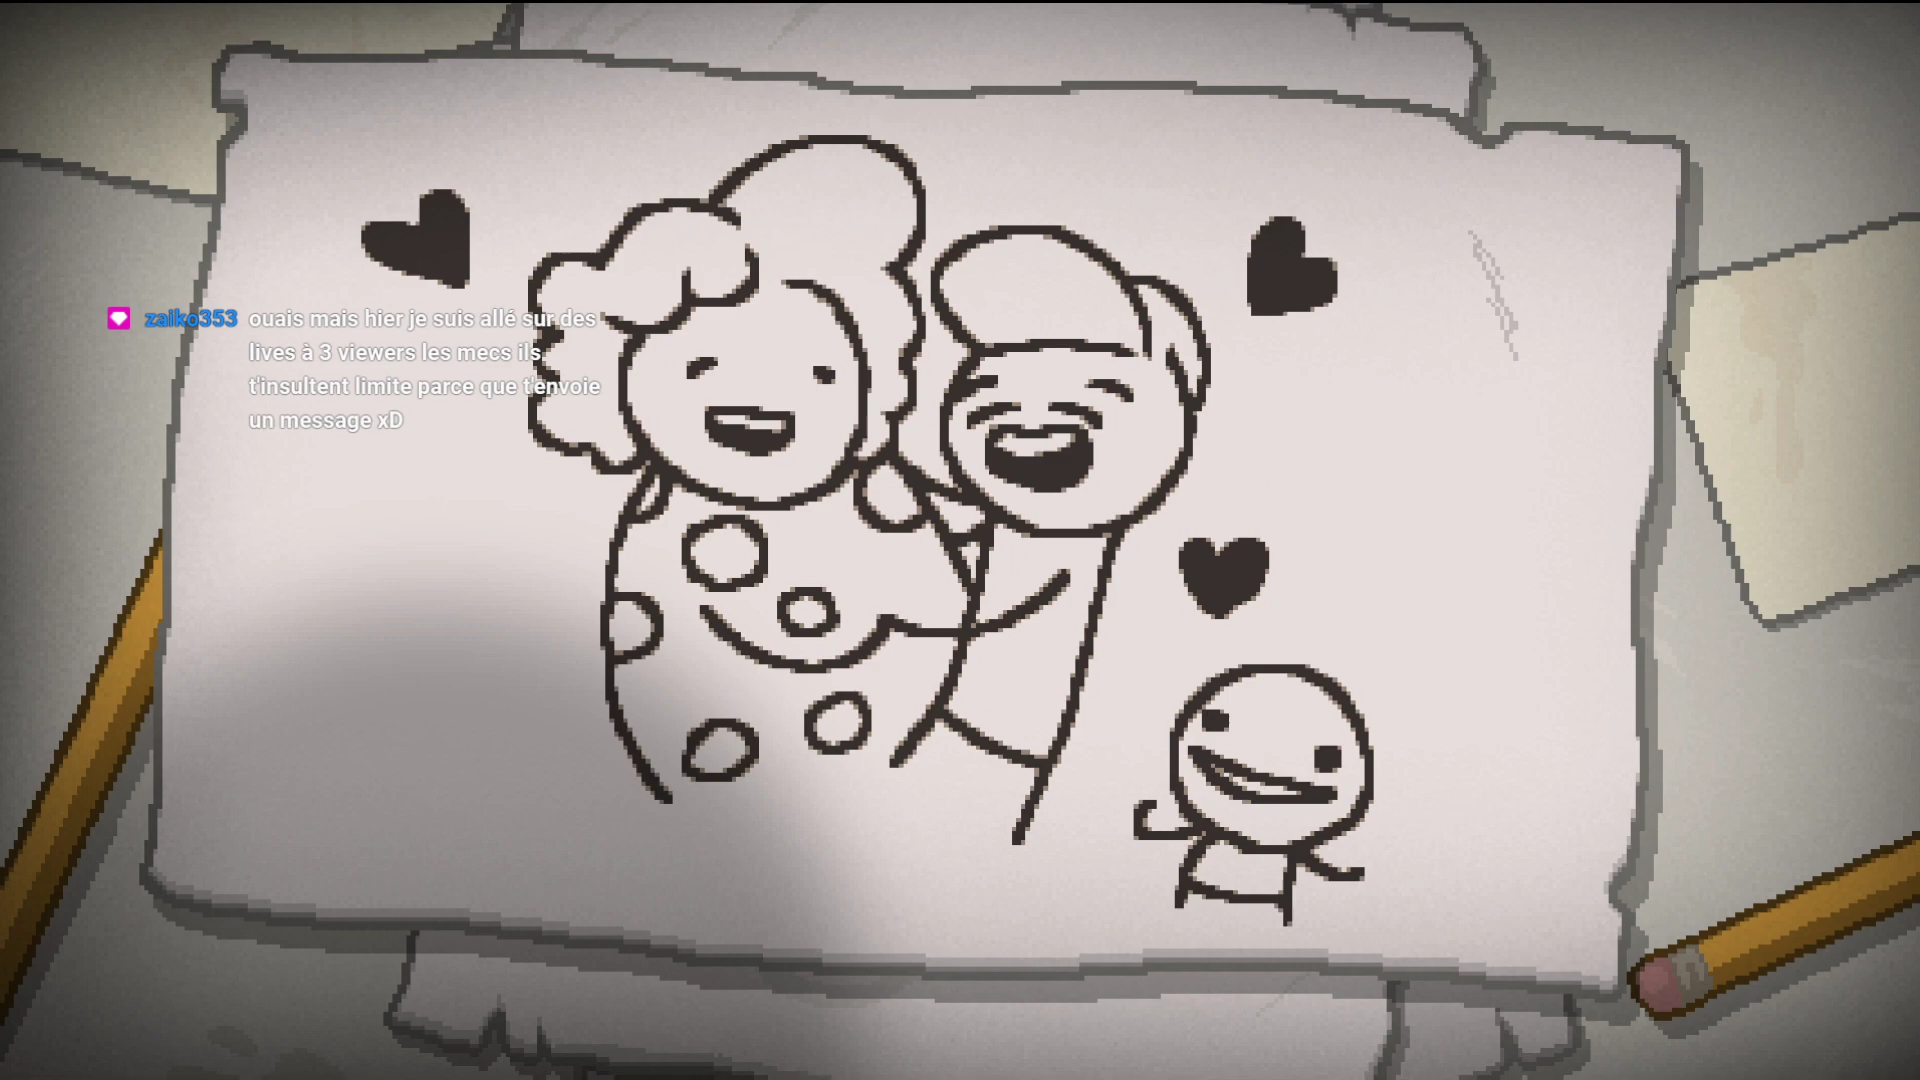 zaiko353 ouais mais hier je suis allé sur des
lives à 3 viewers les mecs ils
t'insultent limite parce que t'envoie
un message xD